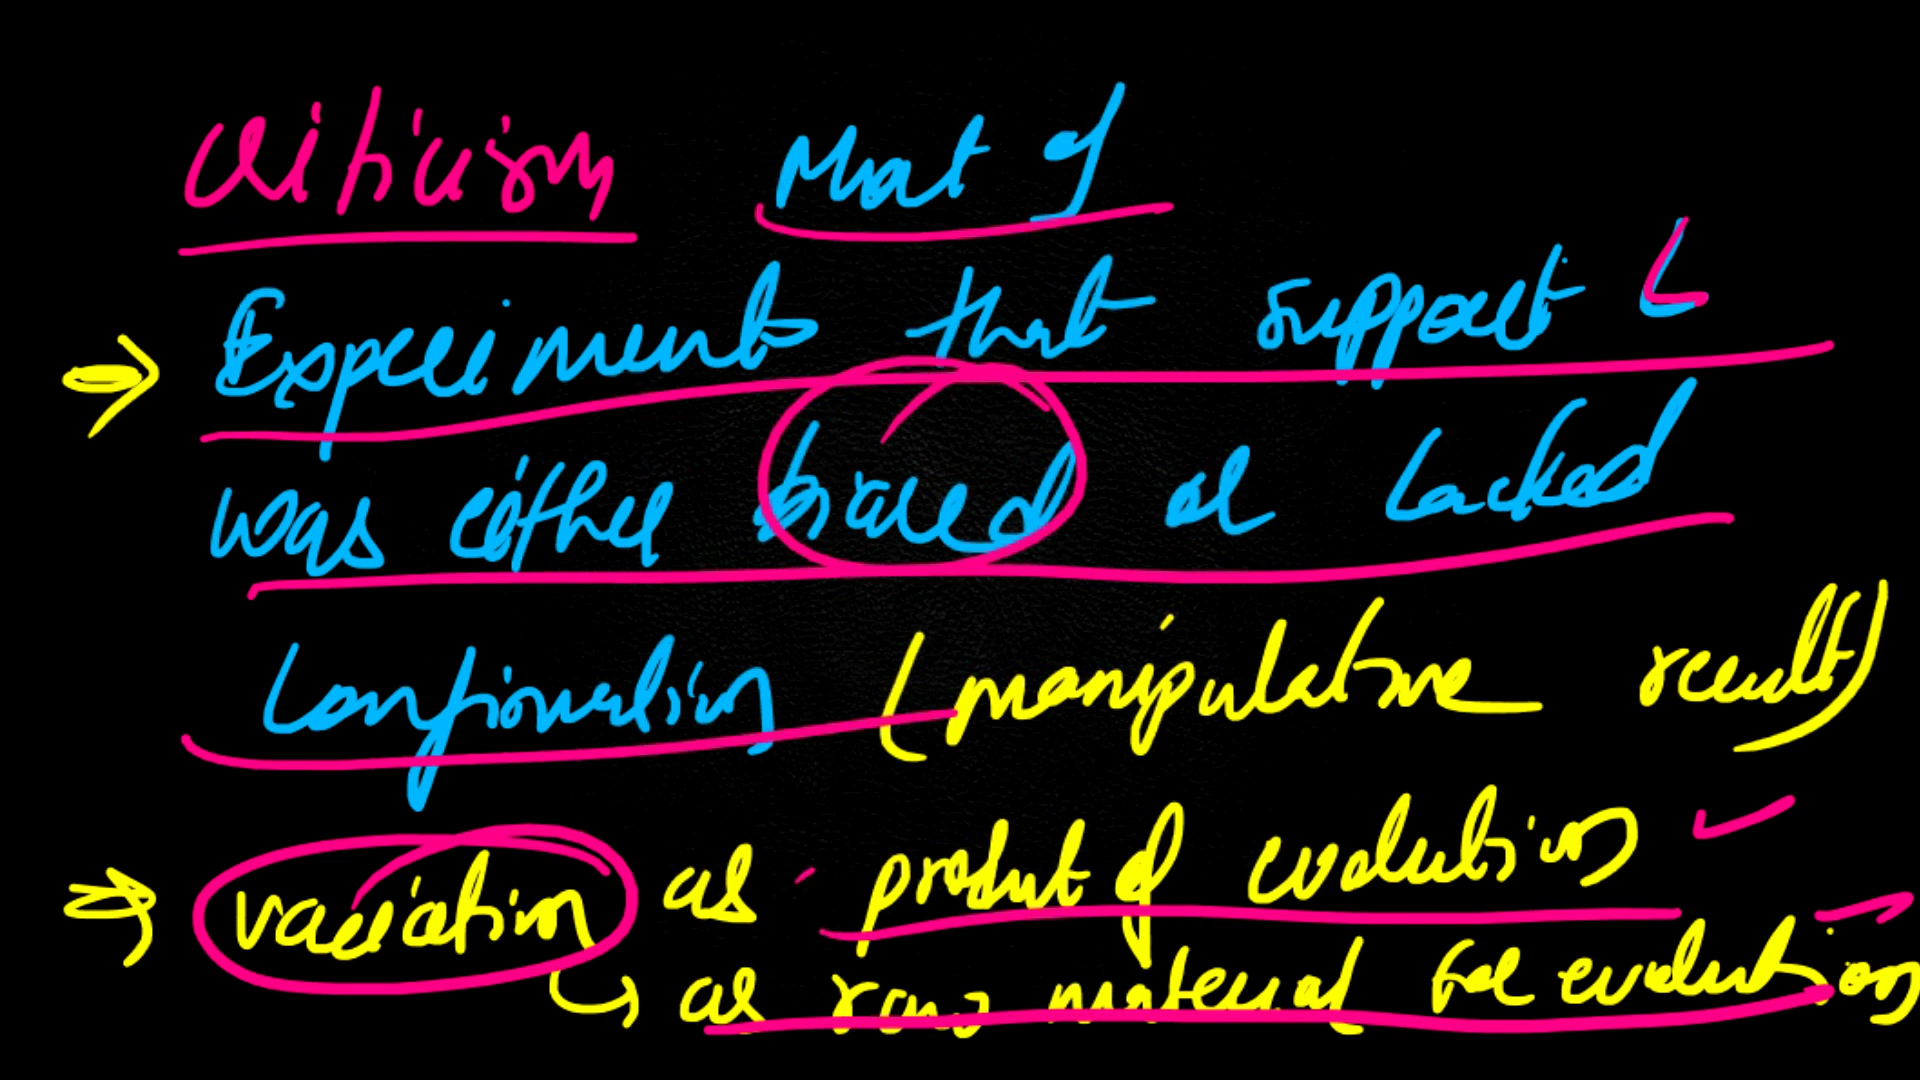 Criticism Most of
Experiments that support L
was either biased or Lacked
Confirmation (manipulative result)
variation as product of evolution
as raw material for evolution